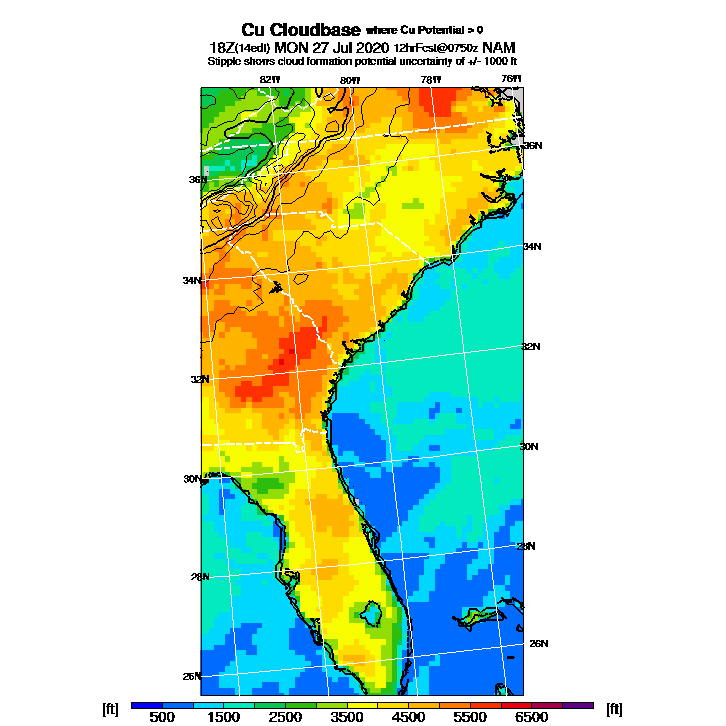 Cu Cloudbase where Cu Potential > 0
18Z(14edt) MON 27 Jul 2020 12hrFcst@0750z NAM
Stipple shows cloud formation potential uncertainty of +/- 1000 ft
82W 80W 78W 76W
36N 36N
34N 34N
32N 32N
30N 30N
28N 28N
26N 26N
[ft] 500 1500 2500 3500 4500 5500 6500 [ft]